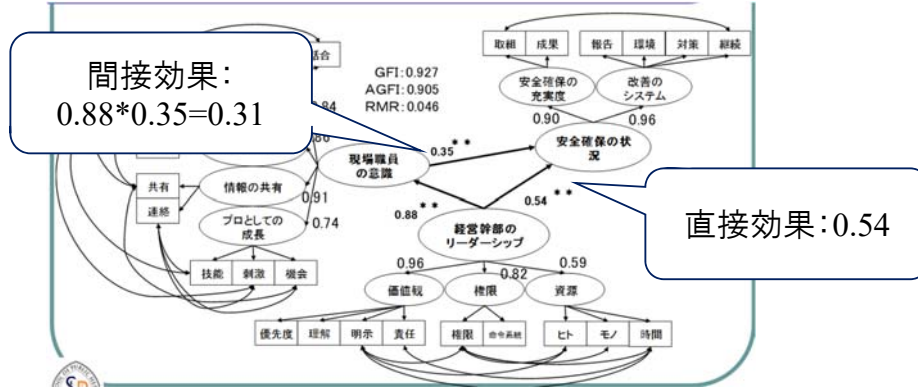 取組 成果 報告 環境 対策 継続
間接効果：
0.88*0.35=0.31
GFI:0.927
AGFI:0.905
RMR:0.046
安全確保の
充実度
改善の
システム
0.90 0.96
安全確保の状
況
現場職員
の意識
0.35 **
共有
連絡
情報の共有
0.91
プロとしての
成長
0.74
技能 刺激 機会
0.88 **
0.54 **
直接効果：0.54
経営幹部の
リーダーシップ
0.96 0.82 0.59
価値観 権限 資源
優先度 理解 明示 責任 権限 命令系統 ヒト モノ 時間